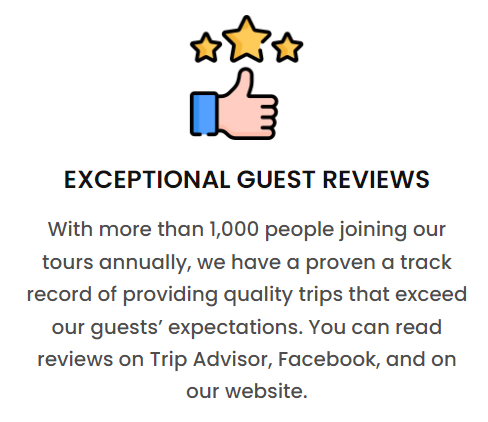 EXCEPTIONAL GUEST REVIEWS
With more than 1,000 people joining our
tours annually, we have a proven a track
record of providing quality trips that exceed
our guests’ expectations. You can read
reviews on Trip Advisor, Facebook, and on
our website.